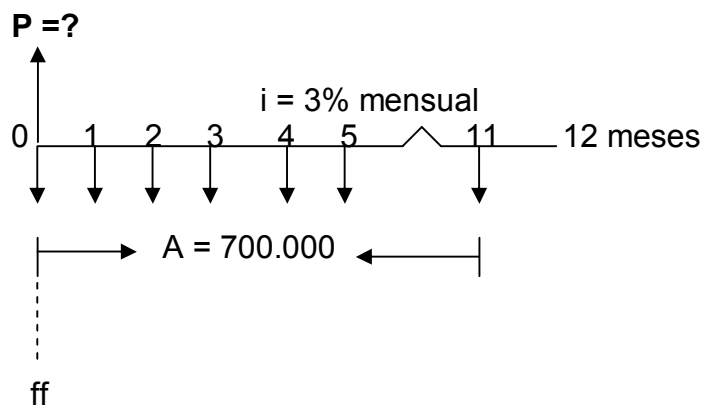 P =?
i = 3% mensual
0 1 2 3 4 5 11 12 meses
A = 700.000
ff